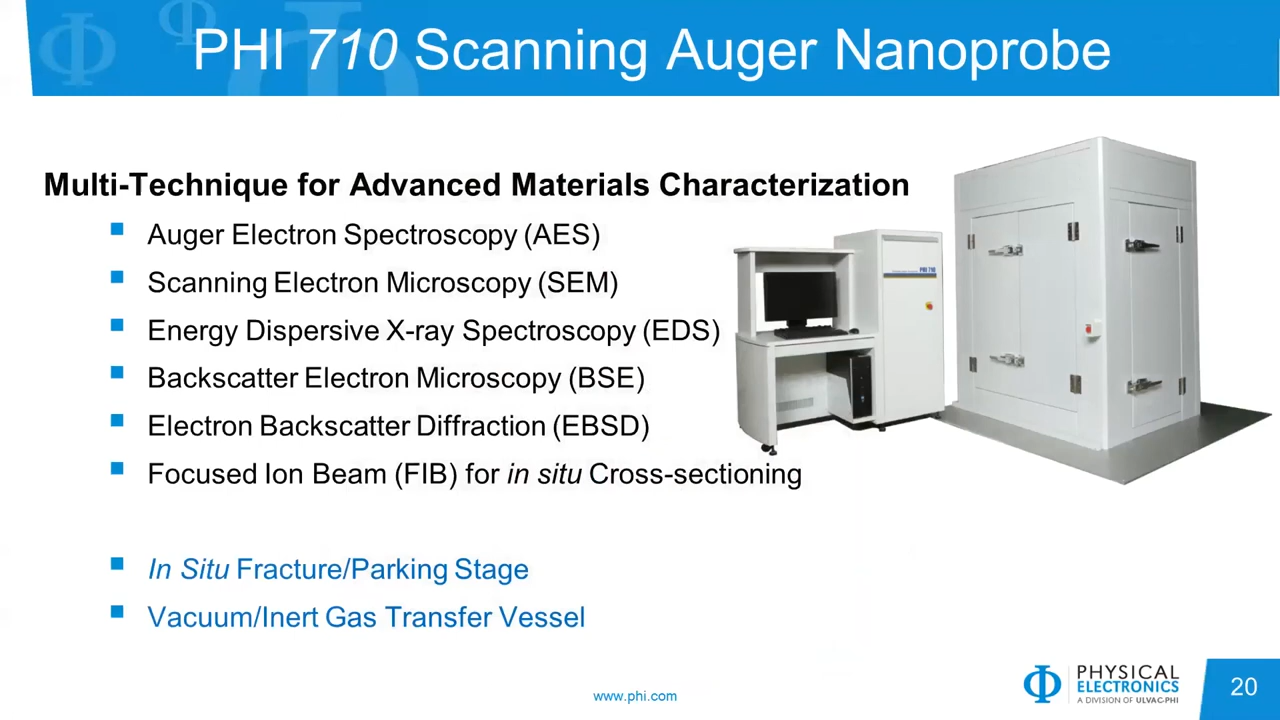 PHI 710 Scanning Auger Nanoprobe
Multi-Technique for Advanced Materials Characterization
Auger Electron Spectroscopy (AES)
Scanning Electron Microscopy (SEM)
Energy Dispersive X-ray Spectroscopy (EDS)
Backscatter Electron Microscopy (BSE)
Electron Backscatter Diffraction (EBSD)
Focused Ion Beam (FIB) for in situ Cross-sectioning
In Situ Fracture/Parking Stage
Vacuum/Inert Gas Transfer Vessel
PHI 710
www.phi.com
PHYSICAL
ELECTRONICS
A DIVISION OF ULVAC-PHI
20